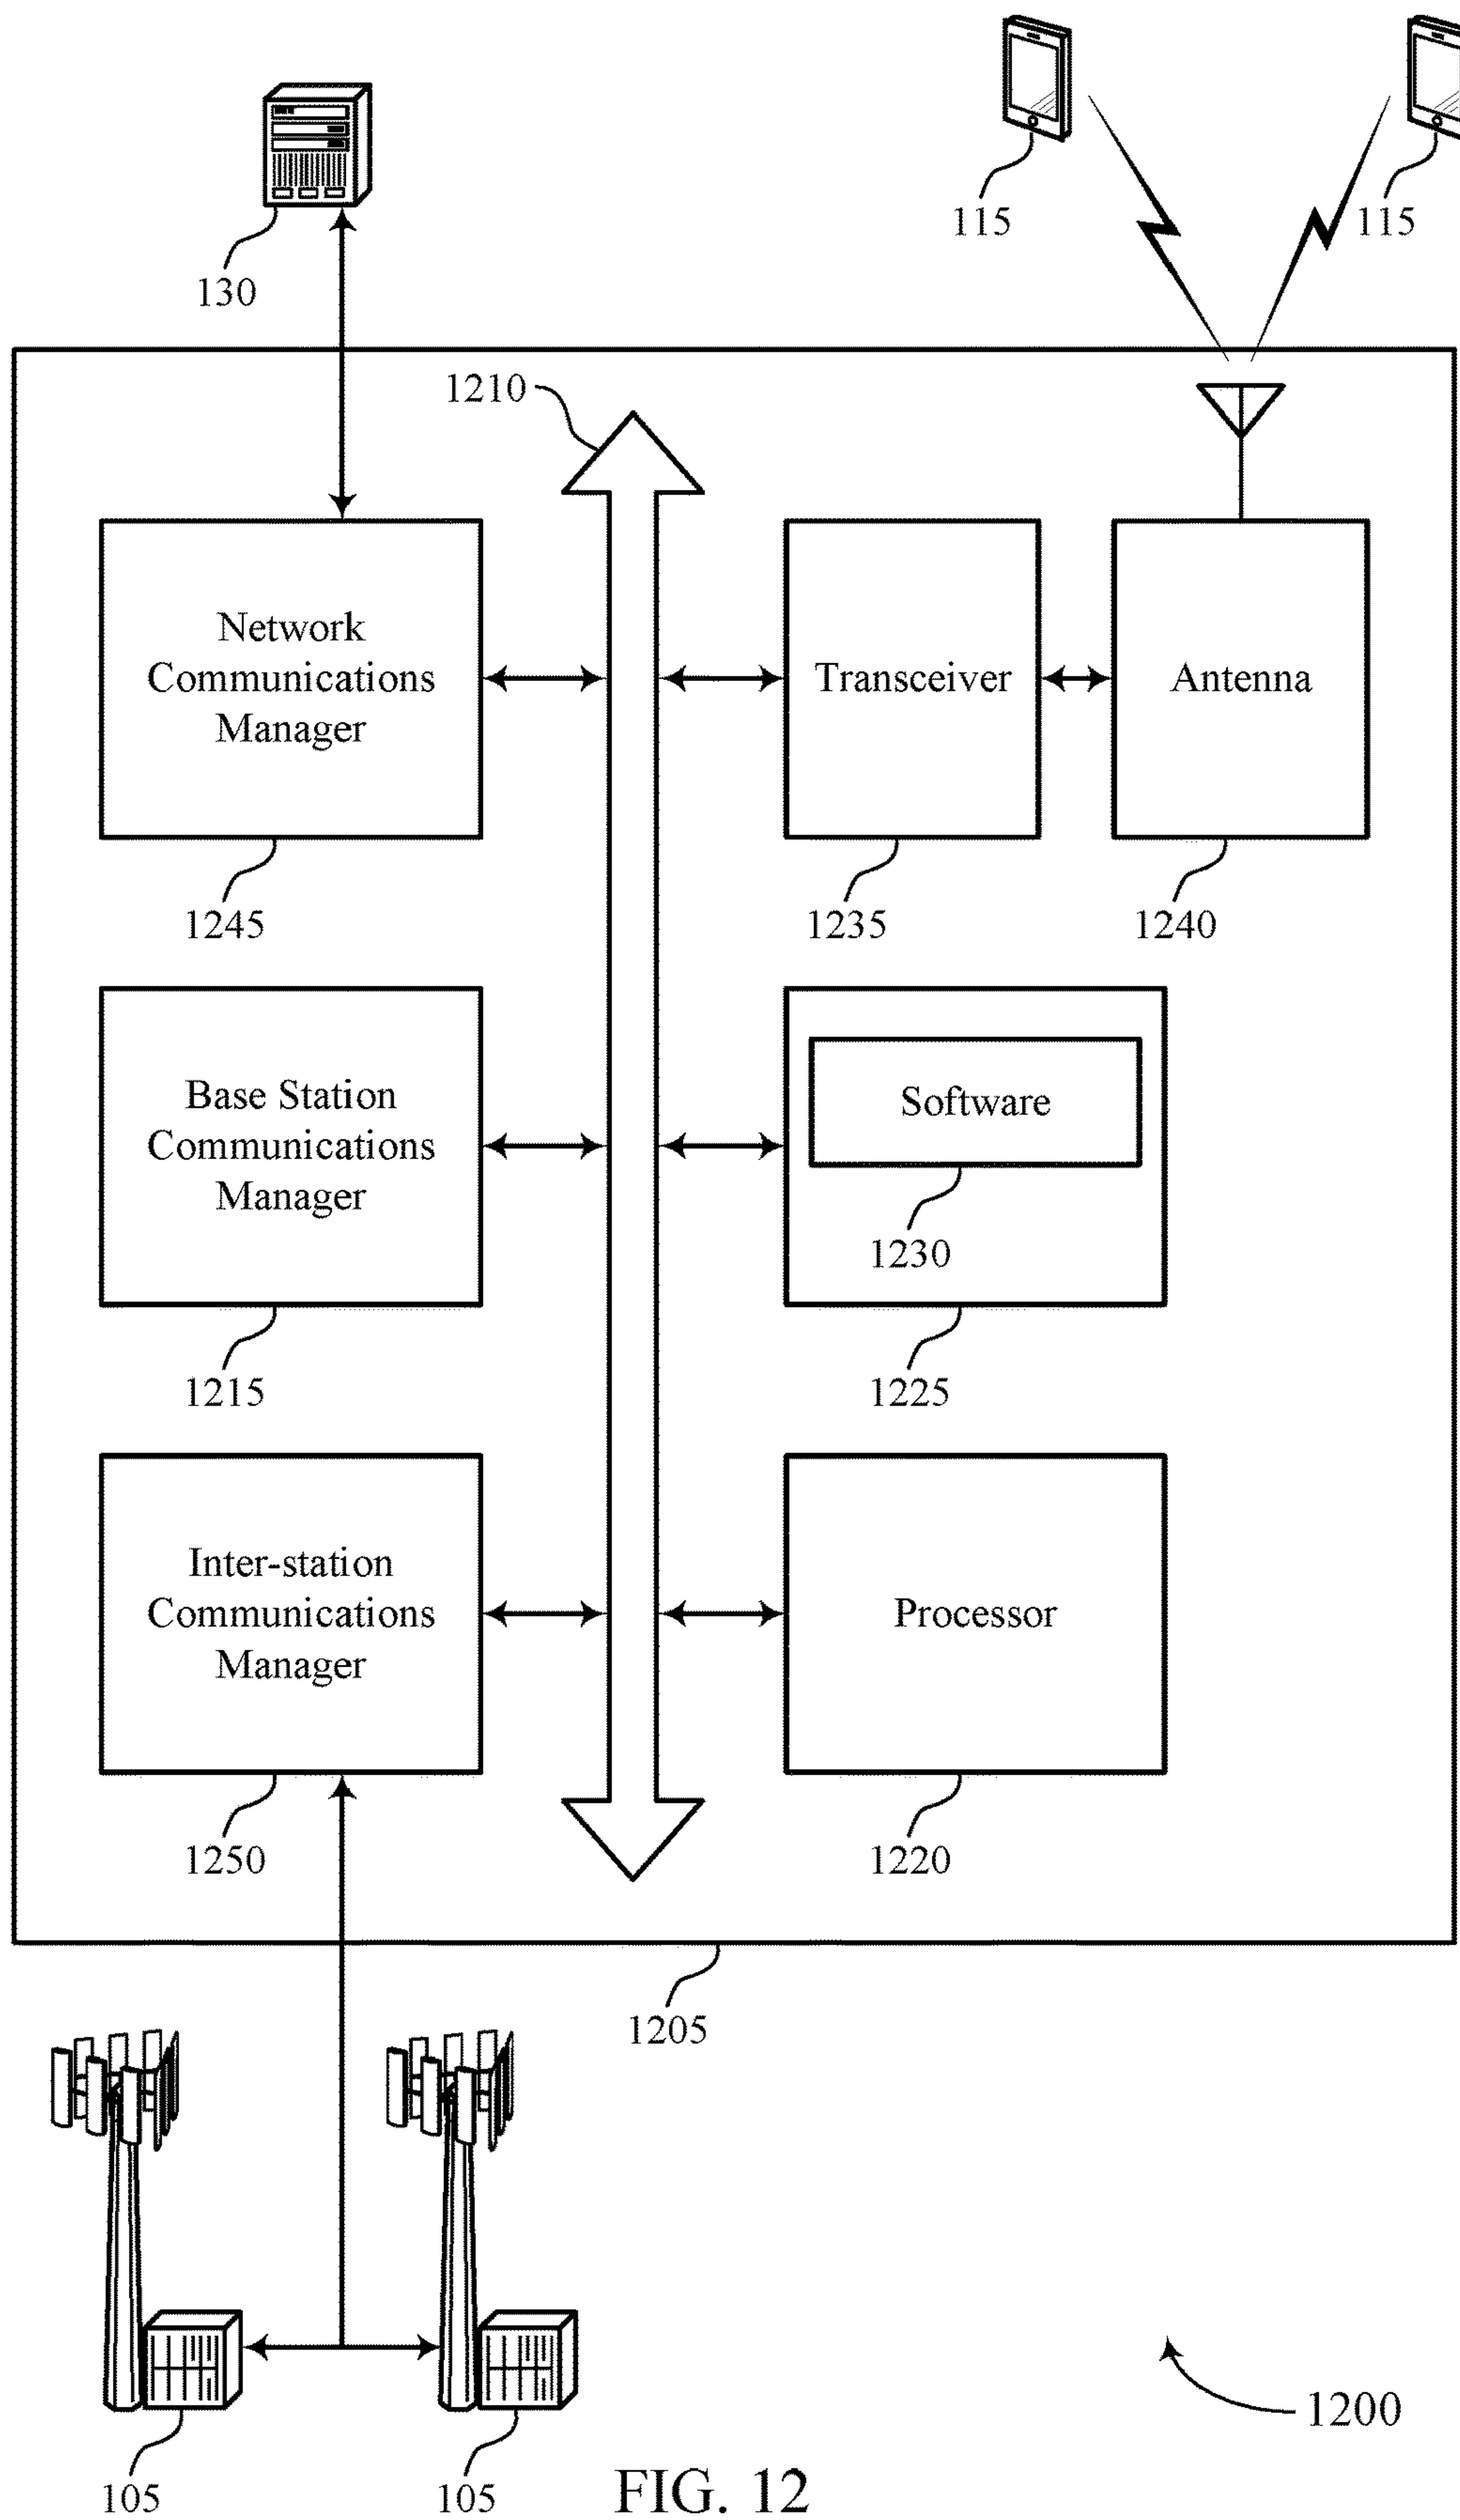 115
115
130
1210
Network
Communications
Manager
Transceiver
Antenna
1245
1235
1240
Base Station
Communications
Manager
Software
1230
1215
1225
Inter-station
Communications
Manager
Processor
1250
1220
1205
1200
105
105
FIG. 12